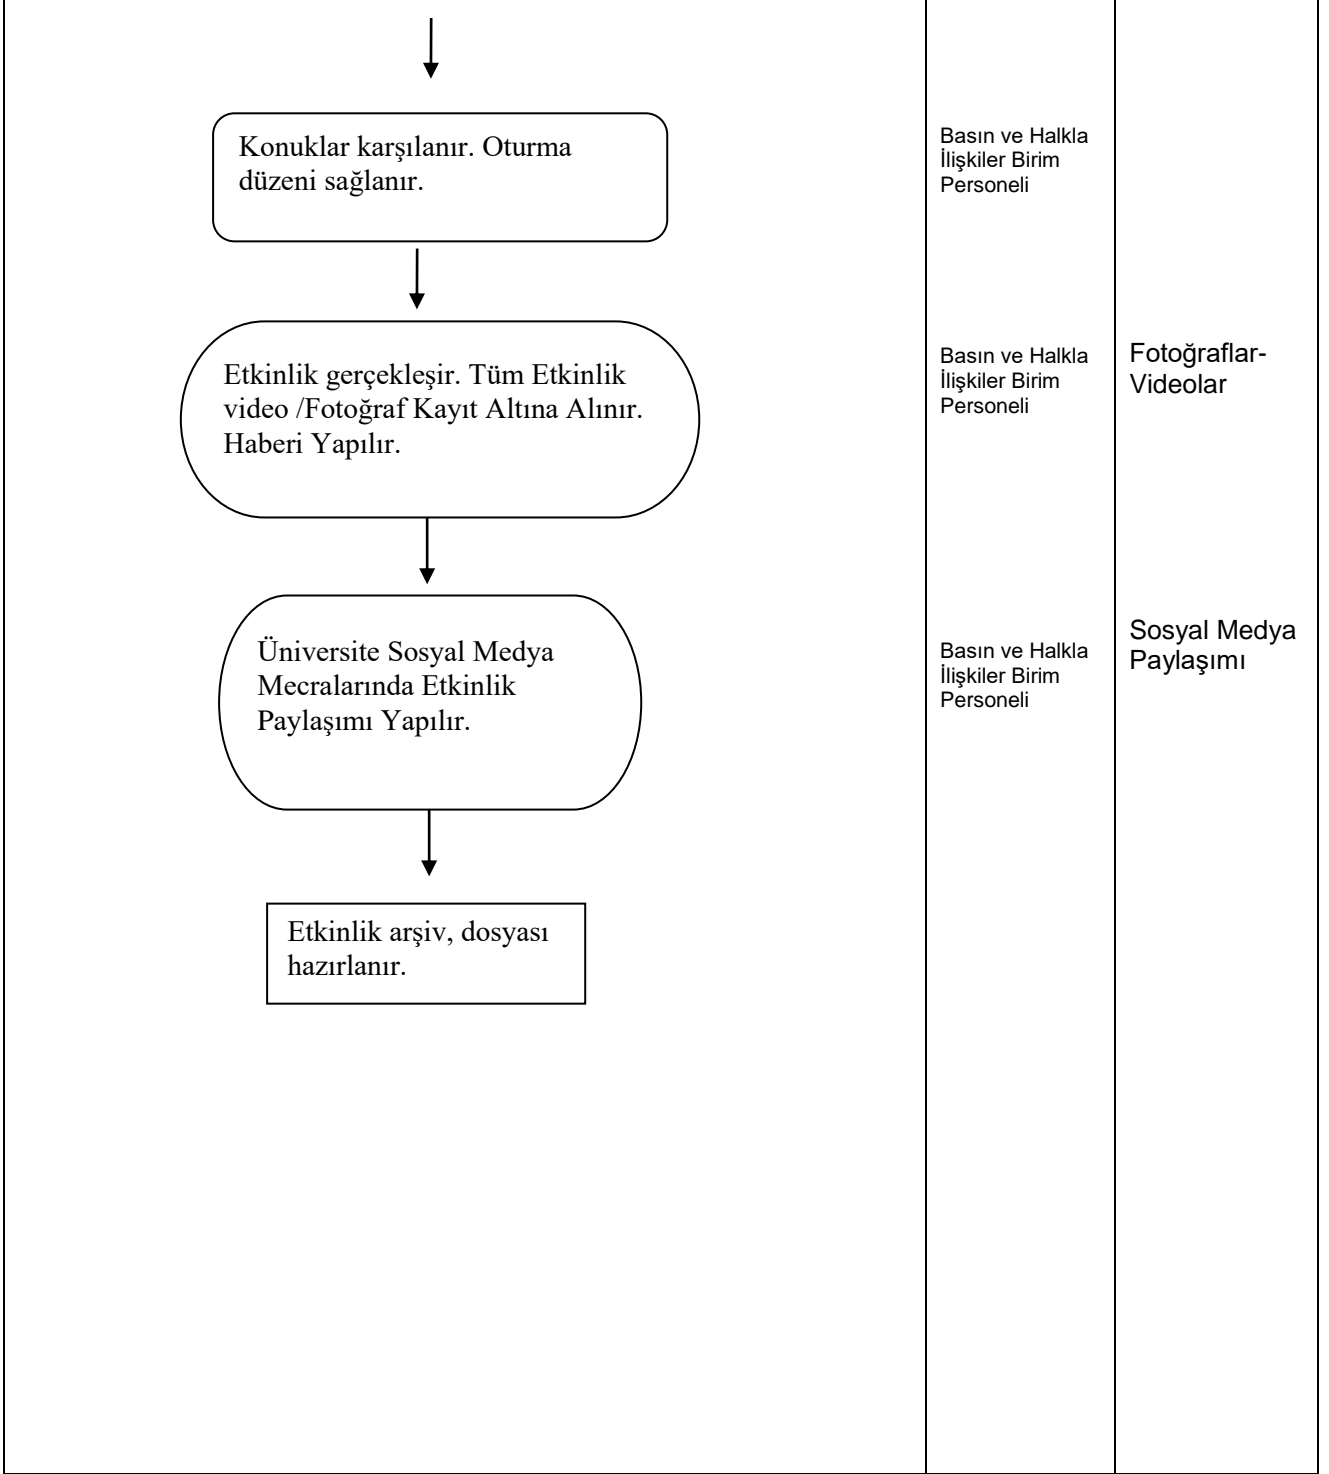 Konuklar karşılanır. Oturma
düzeni sağlanır.
Basın ve Halkla
İlişkiler Birim
Personeli
Etkinlik gerçekleşir. Tüm Etkinlik
video /Fotoğraf Kayıt Altına Alınır.
Haberi Yapılır.
Basın ve Halkla
İlişkiler Birim
Personeli
Fotoğraflar-
Videolar
Üniversite Sosyal Medya
Mecralarında Etkinlik
Paylaşımı Yapılır.
Basın ve Halkla
İlişkiler Birim
Personeli
Sosyal Medya
Paylaşımı
Etkinlik arşiv, dosyası
hazırlanır.